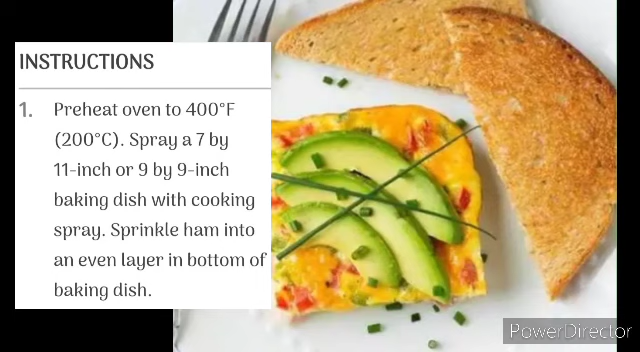 INSTRUCTIONS
1. Preheat oven to 400°F
(200°C). Spray a 7 by
11-inch or 9 by 9-inch
baking dish with cooking
spray. Sprinkle ham into
an even layer in bottom of
baking dish.
PowerDirector